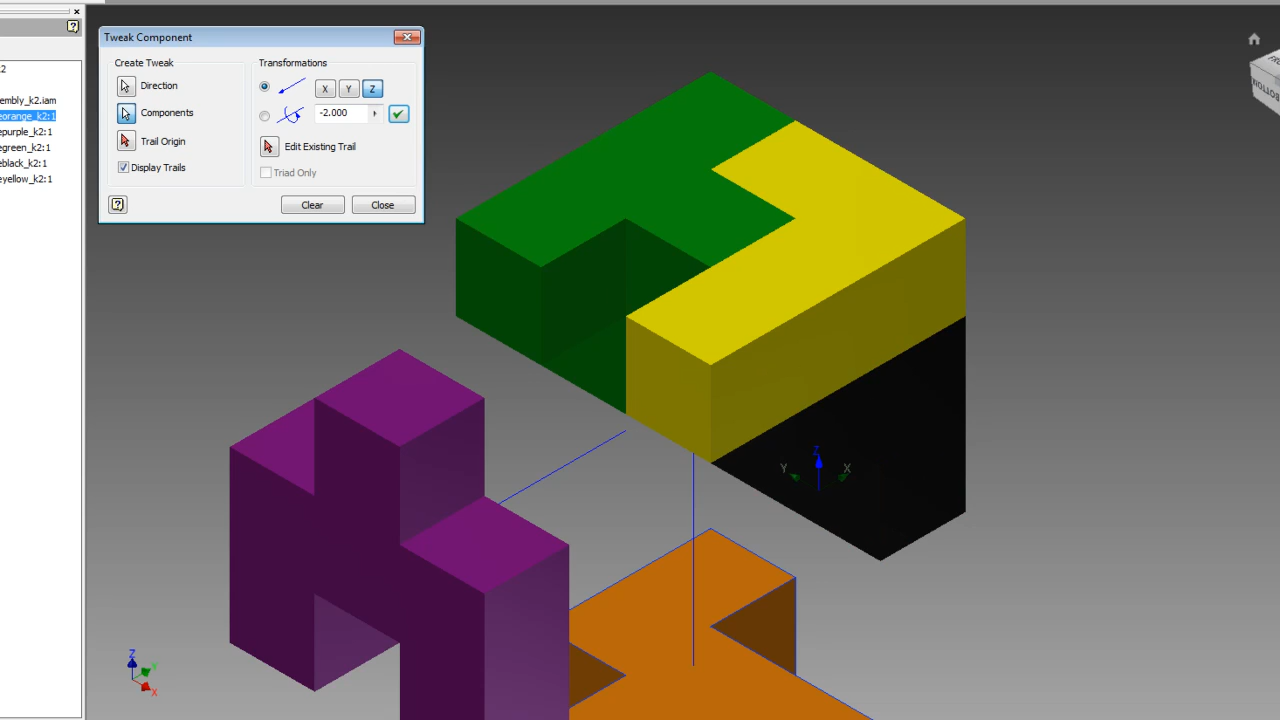 2
embly_k2.iam
eorange_k2:1
epurple_k2:1
egreen_k2:1
eblack_k2:1
eyellow_k2:1
Tweak Component
Create Tweak
Direction
Components
Trail Origin
Display Trails
Transformations
X Y Z
-2.000
Edit Existing Trail
Triad Only
Clear Close
BOTTOM
Z
Y X
Z
Y
X